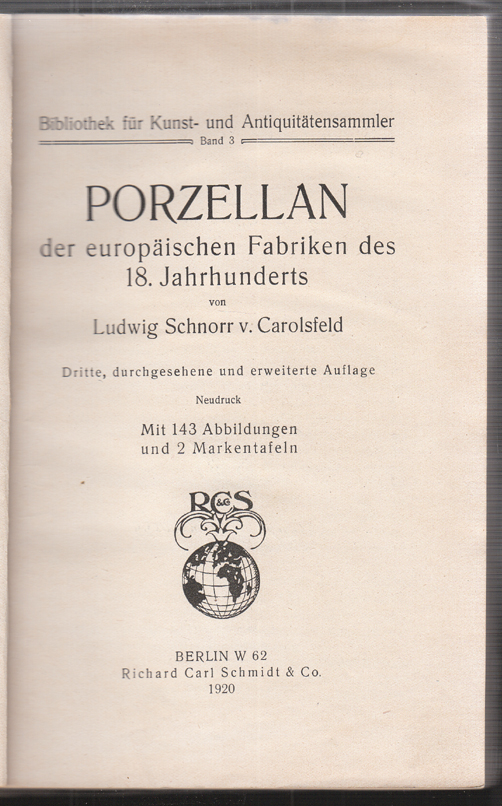 Bibliothek für Kunst- und Antiquitätensammler
Band 3
PORZELLAN
der europäischen Fabriken des
18. Jahrhunderts
von
Ludwig Schnorr v. Carolsfeld
Dritte, durchgesehene und erweiterte Auflage
Neudruck
Mit 143 Abbildungen
und 2 Markentafeln
RCS
&C
BERLIN W 62
Richard Carl Schmidt & Co.
1920